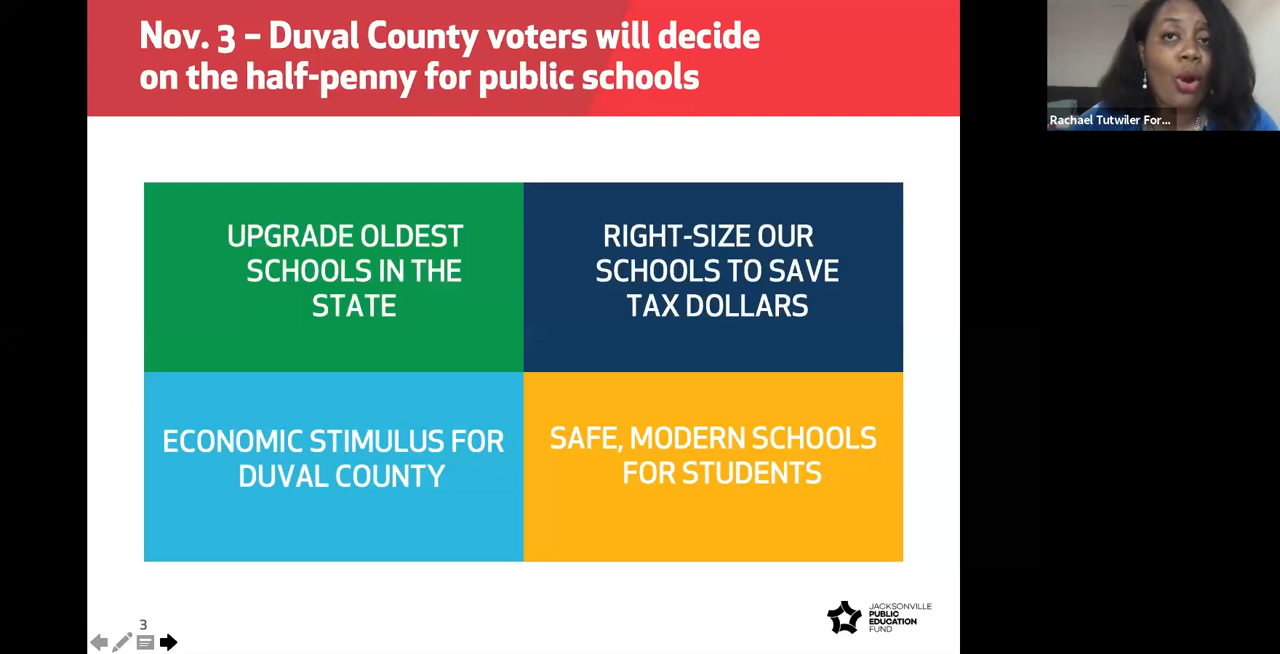 Nov. 3 – Duval County voters will decide
on the half-penny for public schools
Rachael Tutwiler For...
UPGRADE OLDEST
SCHOOLS IN THE
STATE
RIGHT-SIZE OUR
SCHOOLS TO SAVE
TAX DOLLARS
ECONOMIC STIMULUS FOR
DUVAL COUNTY
SAFE, MODERN SCHOOLS
FOR STUDENTS
JACKSONVILLE
PUBLIC
EDUCATION
FUND
3